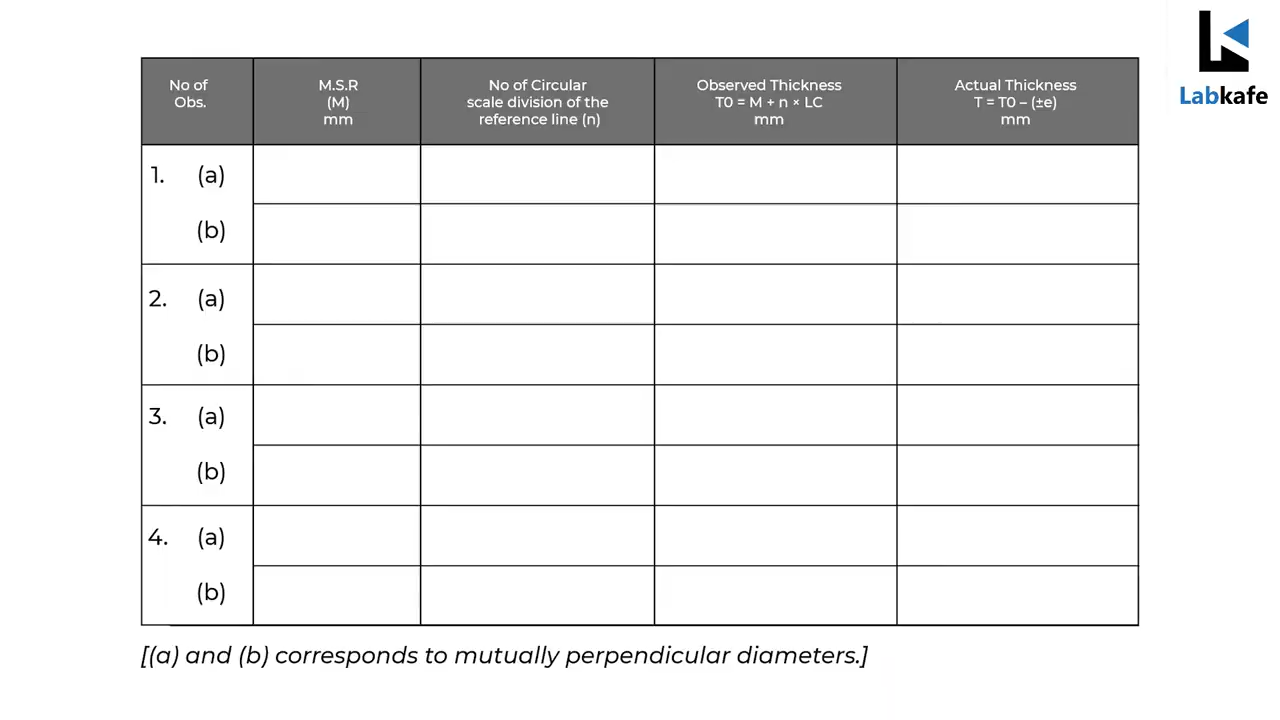 Labkafe
No of
Obs.
M.S.R
(M)
mm
No of Circular
scale division of the
reference line (n)
Observed Thickness
T0 = M + n × LC
mm
Actual Thickness
T = T0 – (±e)
mm
1. (a)
(b)
2. (a)
(b)
3. (a)
(b)
4. (a)
(b)
[(a) and (b) corresponds to mutually perpendicular diameters.]